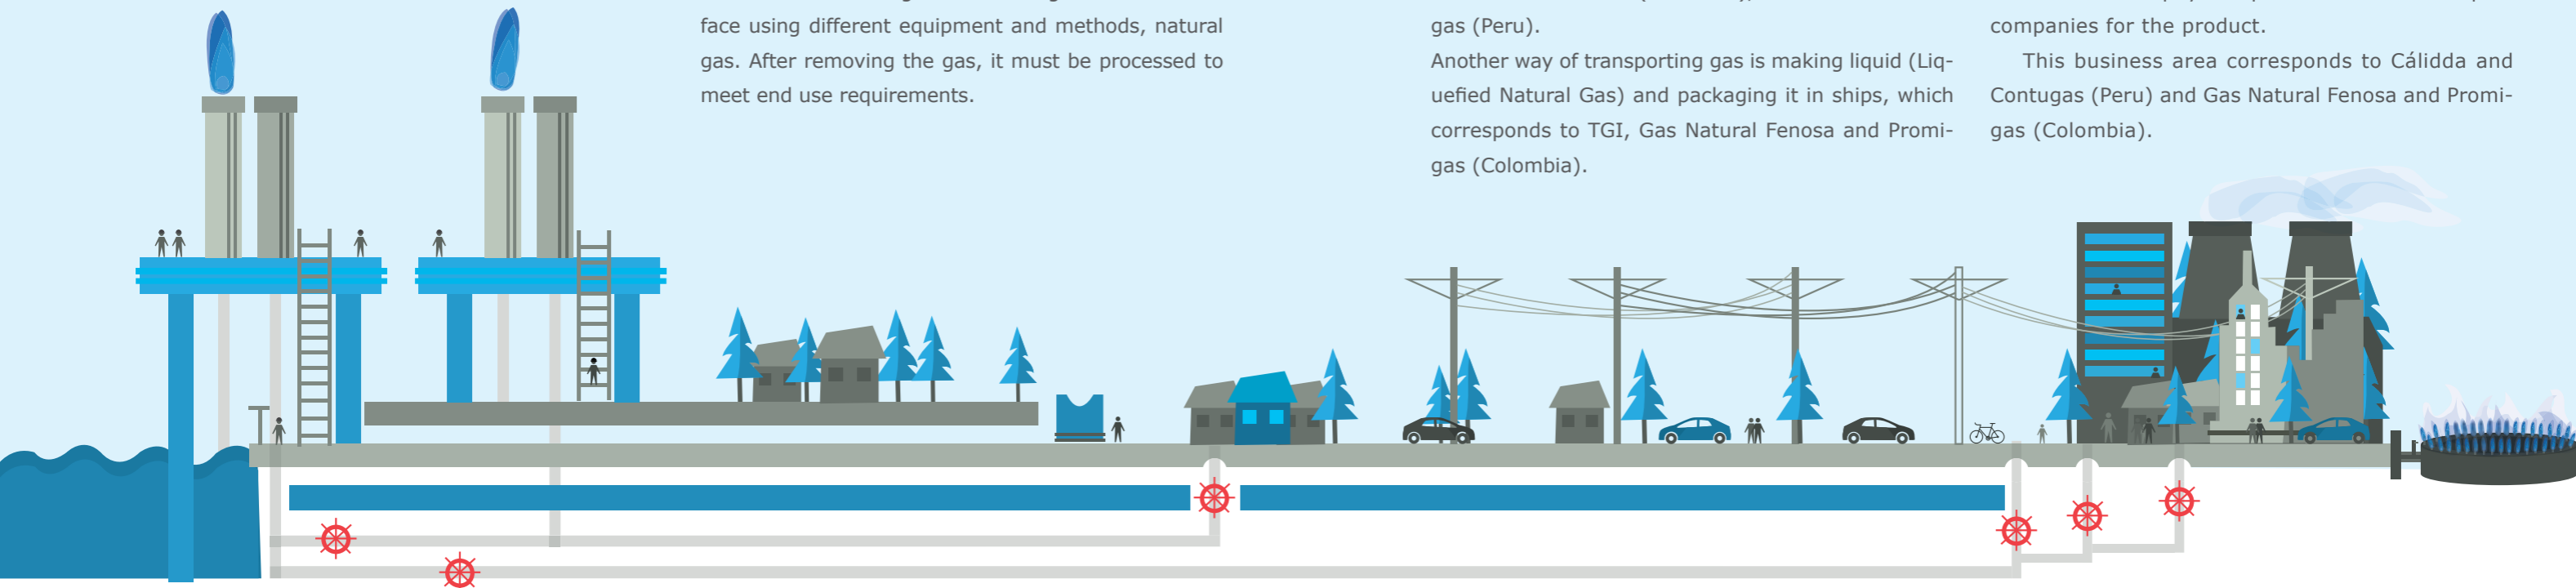 face using different equipment and methods, natural
gas. After removing the gas, it must be processed to
meet end use requirements.
gas (Peru).
Another way of transporting gas is making liquid (Liq-
uefied Natural Gas) and packaging it in ships, which
corresponds to TGI, Gas Natural Fenosa and Promi-
gas (Colombia).
companies for the product.
This business area corresponds to Cálidda and
Contugas (Peru) and Gas Natural Fenosa and Promi-
gas (Colombia).